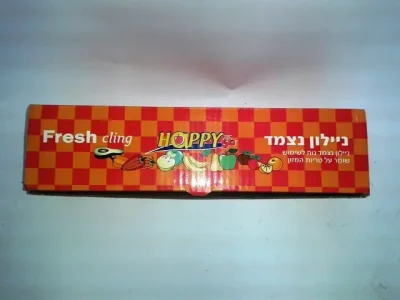 Fresh cling
HOPPY
ניילון נצמד
ניילון נצמד נוח לשימוש
שומר על טריות המזון